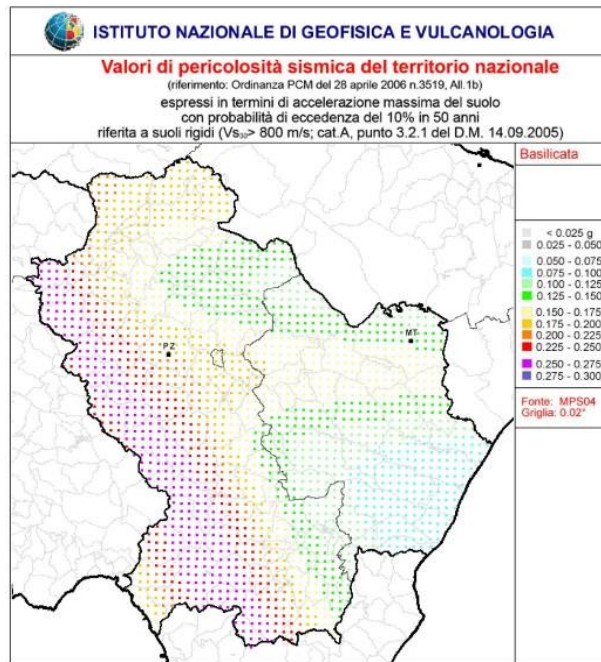 ISTITUTO NAZIONALE DI GEOFISICA E VULCANOLOGIA
Valori di pericolosità sismica del territorio nazionale
(riferimento: Ordinanza PCM del 28 aprile 2006 n.3519, All.1b)
espressi in termini di accelerazione massima del suolo
con probabilità di eccedenza del 10% in 50 anni
riferita a suoli rigidi (Vs₃₀> 800 m/s; cat.A, punto 3.2.1 del D.M. 14.09.2005)
Basilicata
< 0.025 g
0.025 - 0.050
0.050 - 0.075
0.075 - 0.100
0.100 - 0.125
0.125 - 0.150
0.150 - 0.175
0.175 - 0.200
0.200 - 0.225
0.225 - 0.250
0.250 - 0.275
0.275 - 0.300
Fonte: MPS04
Griglia: 0.02°
MT
PZ